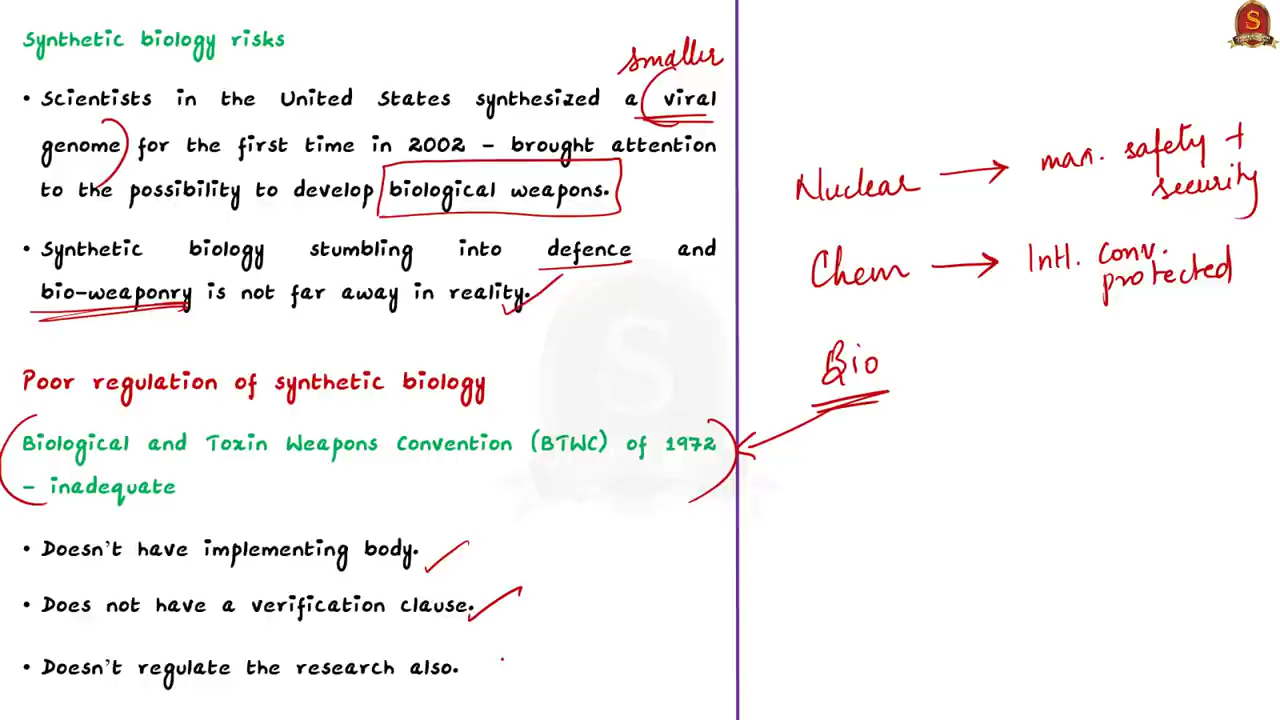 Synthetic biology risks
smaller
• Scientists in the United States synthesized a viral
genome for the first time in 2002 - brought attention
to the possibility to develop biological weapons.
• Synthetic biology stumbling into defence and
bio-weaponry is not far away in reality.
Poor regulation of synthetic biology
Biological and Toxin Weapons Convention (BTWC) of 1972
- inadequate
• Doesn't have implementing body.
• Does not have a verification clause.
• Doesn't regulate the research also.
Nuclear → safety +
security
Chem → Intl. conv.
protected
Bio
S
S